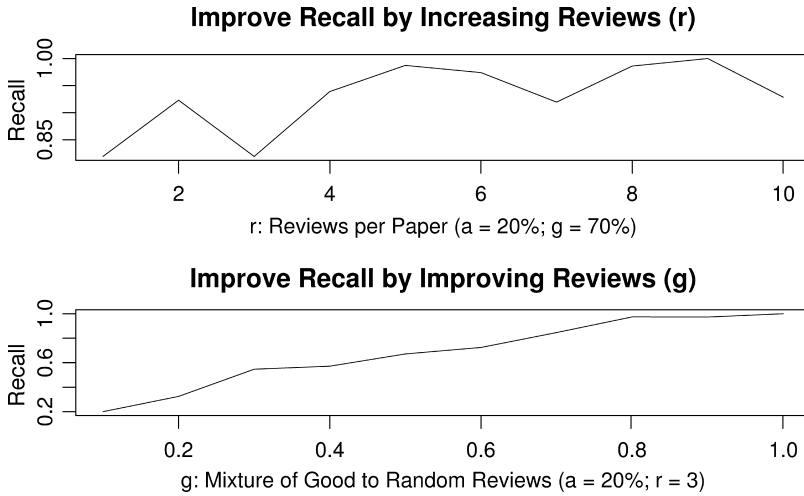 Improve Recall by Increasing Reviews (r)
1.00
0.85
Recall
2 4 6 8 10
r: Reviews per Paper (a = 20%; g = 70%)
Improve Recall by Improving Reviews (g)
1.0
0.6
0.2
Recall
0.2 0.4 0.6 0.8 1.0
g: Mixture of Good to Random Reviews (a = 20%; r = 3)